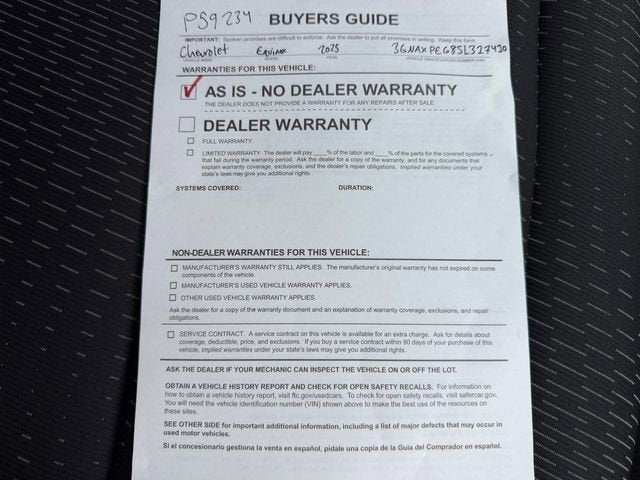 PS9234 BUYERS GUIDE
IMPORTANT: Spoken promises are difficult to enforce. Ask the dealer to put all promises in writing. Keep this form.
Chevrolet Equinox 2025 3GNAXPEG8SL327420
VEHICLE MAKE MODEL YEAR VEHICLE IDENTIFICATION NUMBER (VIN)
WARRANTIES FOR THIS VEHICLE:
AS IS - NO DEALER WARRANTY
THE DEALER DOES NOT PROVIDE A WARRANTY FOR ANY REPAIRS AFTER SALE.
DEALER WARRANTY
FULL WARRANTY.
LIMITED WARRANTY. The dealer will pay ____% of the labor and ____% of the parts for the covered systems
that fail during the warranty period. Ask the dealer for a copy of the warranty, and for any documents that
explain warranty coverage, exclusions, and the dealer's repair obligations. Implied warranties under your
state's laws may give you additional rights.
SYSTEMS COVERED: DURATION:
NON-DEALER WARRANTIES FOR THIS VEHICLE:
MANUFACTURER'S WARRANTY STILL APPLIES. The manufacturer's original warranty has not expired on some
components of the vehicle.
MANUFACTURER'S USED VEHICLE WARRANTY APPLIES.
OTHER USED VEHICLE WARRANTY APPLIES.
Ask the dealer for a copy of the warranty document and an explanation of warranty coverage, exclusions, and repair
obligations.
SERVICE CONTRACT. A service contract on this vehicle is available for an extra charge. Ask for details about
coverage, deductible, price, and exclusions. If you buy a service contract within 90 days of your purchase of
this vehicle, implied warranties under your state's laws may give you additional rights.
ASK THE DEALER IF YOUR MECHANIC CAN INSPECT THE VEHICLE ON OR OFF THE LOT.
OBTAIN A VEHICLE HISTORY REPORT AND CHECK FOR OPEN SAFETY RECALLS. For information on
how to obtain a vehicle history report, visit ftc.gov/usedcars. To check for open safety recalls, visit safercar.gov.
You will need the vehicle identification number (VIN) shown above to make the best use of the resources on
these sites.
SEE OTHER SIDE for important additional information, including a list of major defects that may occur in
used motor vehicles.
Si el concesionario gestiona la venta en español, pídale una copia de la Guía del Comprador en español.